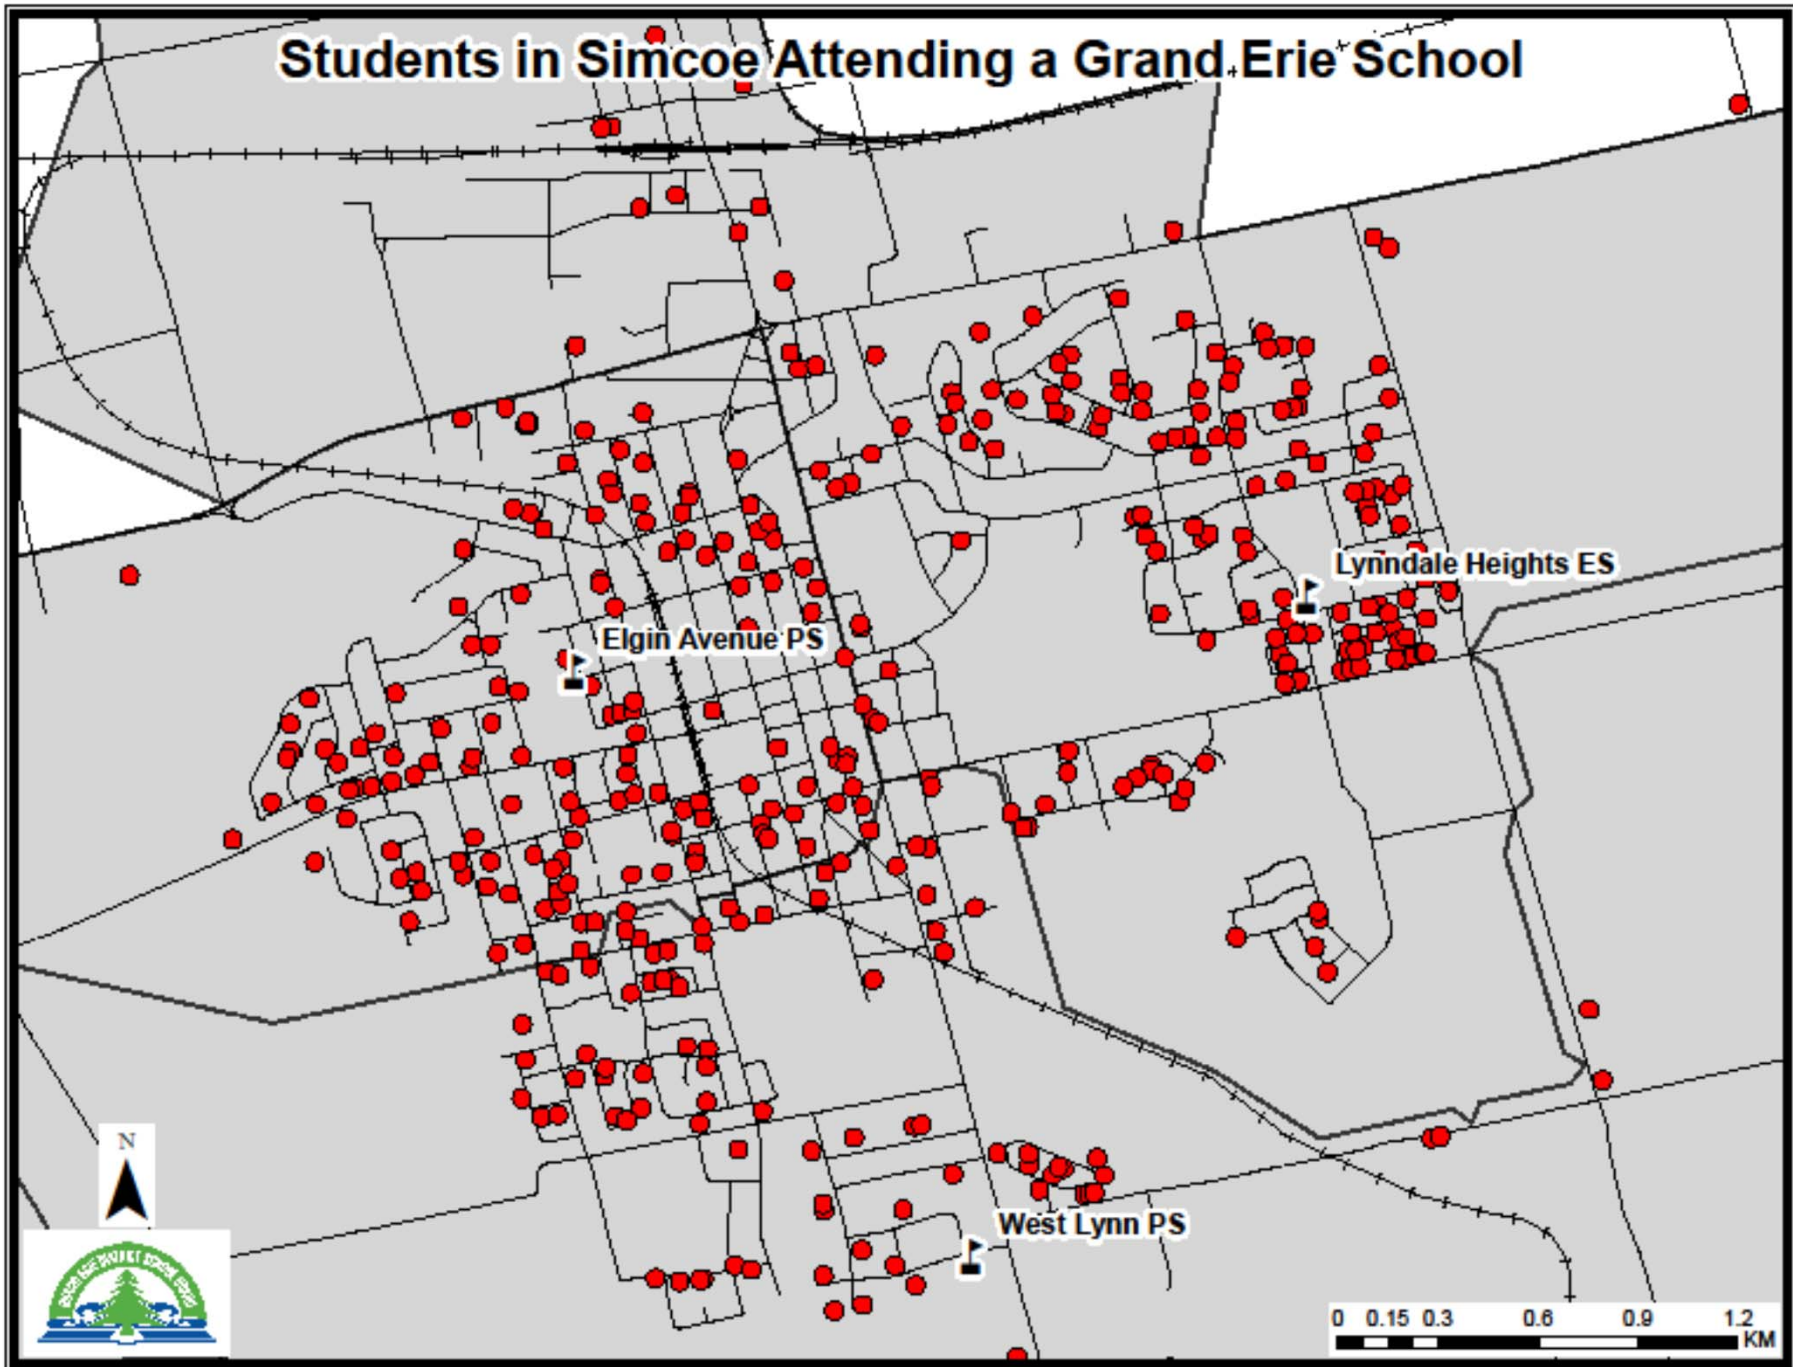 Students in Simcoe Attending a Grand Erie School
Lynndale Heights ES
Elgin Avenue PS
N
West Lynn PS
0 0.15 0.3 0.6 0.9 1.2
KM